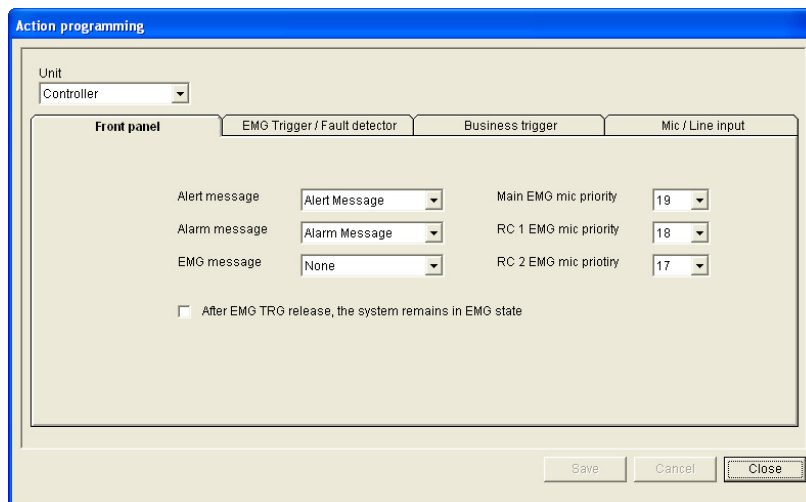 Action programming
Unit
Controller
Front panel
EMG Trigger / Fault detector
Business trigger
Mic / Line input
Alert message
Alert Message
Main EMG mic priority
19
Alarm message
Alarm Message
RC 1 EMG mic priority
18
EMG message
None
RC 2 EMG mic priotiry
17
After EMG TRG release, the system remains in EMG state
Save
Cancel
Close